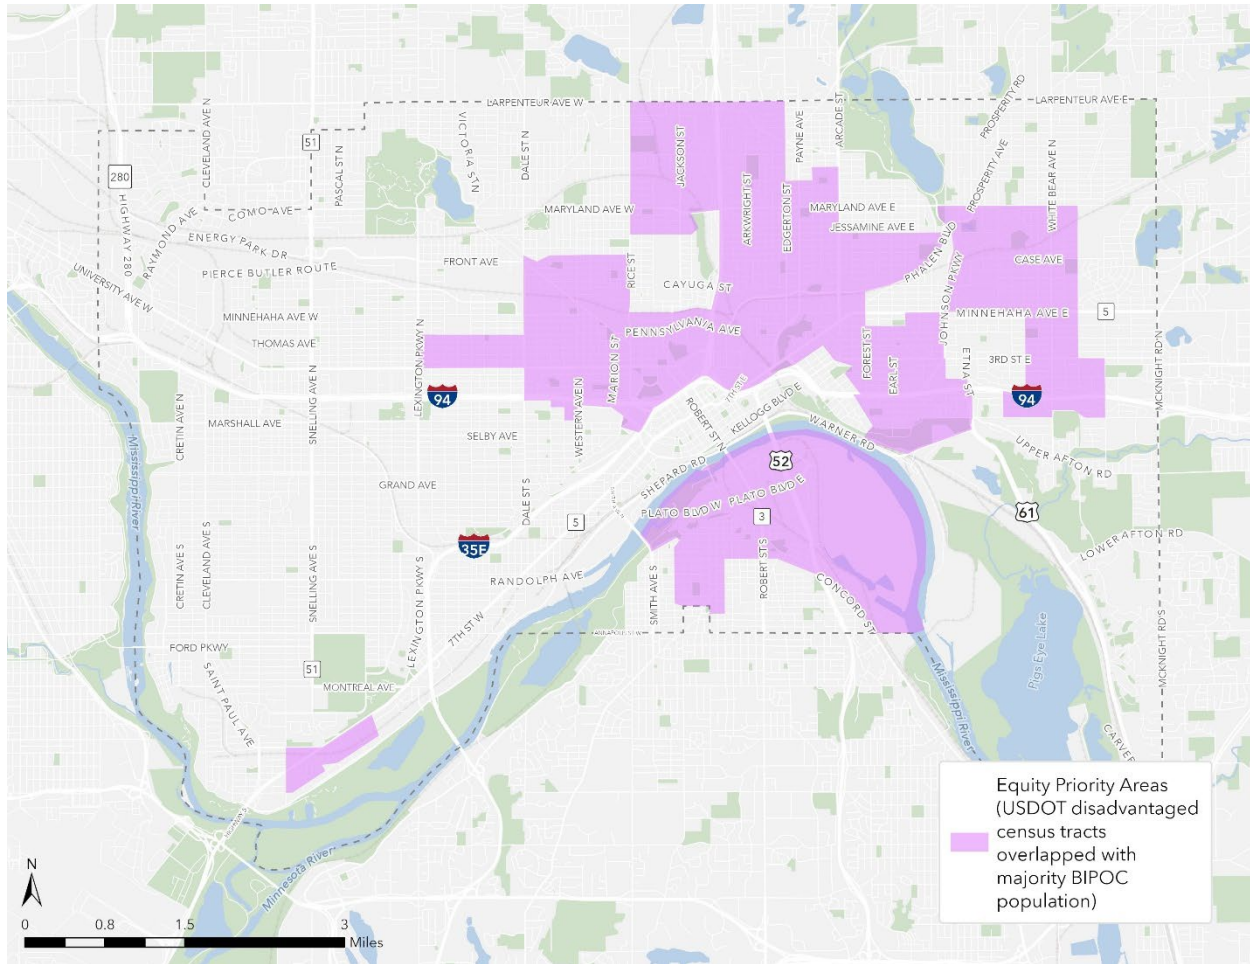 LARPENTEUR AVE W
LARPENTEUR AVE E
CLEVELAND AVE N
51
PASCAL ST N
VICTORIA ST N
DALE ST N
JACKSON ST
PAYNE AVE
ARCADE ST
PROSPERITY RD
280
HIGHWAY 280
RAYMOND AVE
COMO AVE
MARYLAND AVE W
ARKWRIGHT ST
EDGERTON ST
MARYLAND AVE E
JESSAMINE AVE E
PROSPERITY AVE
WHITE BEAR AVE N
ENERGY PARK DR
PIERCE BUTLER ROUTE
FRONT AVE
RICE ST
CAYUGA ST
PHALEN BLVD
JOHNSON PKWY
CASE AVE
UNIVERSITY AVE W
MINNEHAHA AVE W
THOMAS AVE
LEXINGTON PKWY N
PENNSYLVANIA AVE
MARION ST
MINNEHAHA AVE E
5
FOREST ST
EARL ST
ETNA ST
3RD ST E
MCKNIGHT RD N
94
94
SNELLING AVE N
WESTERN AVE N
7TH ST E
KELLOGG BLVD E
ROBERT ST N
CRETIN AVE N
MARSHALL AVE
SELBY AVE
WARNER RD
UPPER AFTON RD
Mississippi River
SHEPARD RD
52
GRAND AVE
DALE ST S
PLATO BLVD W
PLATO BLVD E
5
3
61
35E
LOWER AFTON RD
CRETIN AVE S
CLEVELAND AVE S
SNELLING AVE S
LEXINGTON PKWY S
RANDOLPH AVE
SMITH AVE S
ROBERT ST S
CONCORD ST
7TH ST W
ANNAPOLIS ST W
FORD PKWY
SAINT PAUL AVE
51
MONTREAL AVE
Mississippi River
Pigs Eye Lake
MCKNIGHT RD S
CARVER
HIGHWAY 5
Minnesota River
Equity Priority Areas
(USDOT disadvantaged
census tracts
overlapped with
majority BIPOC
population)
N
0 0.8 1.5 3
Miles